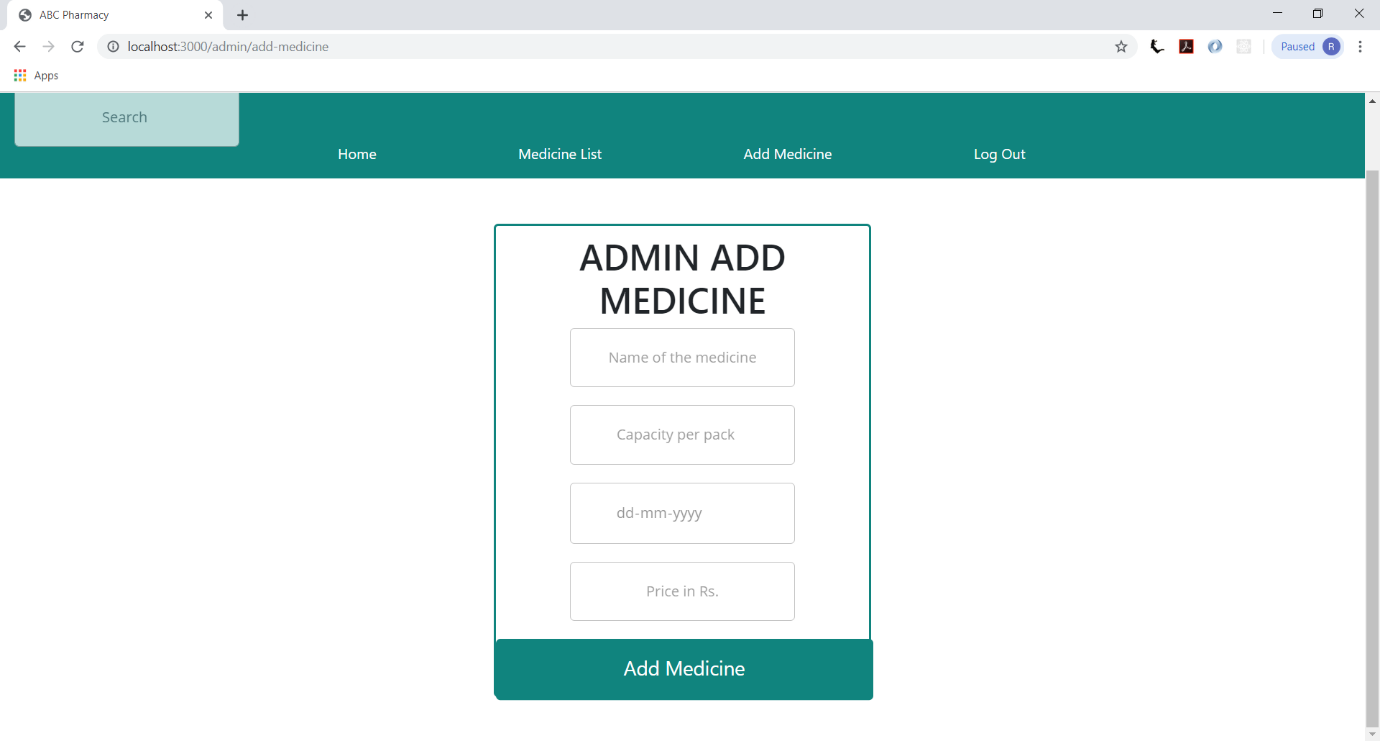 ABC Pharmacy
localhost:3000/admin/add-medicine
Paused R
Apps
Search
Home Medicine List Add Medicine Log Out
ADMIN ADD
MEDICINE
Name of the medicine
Capacity per pack
dd-mm-yyyy
Price in Rs.
Add Medicine